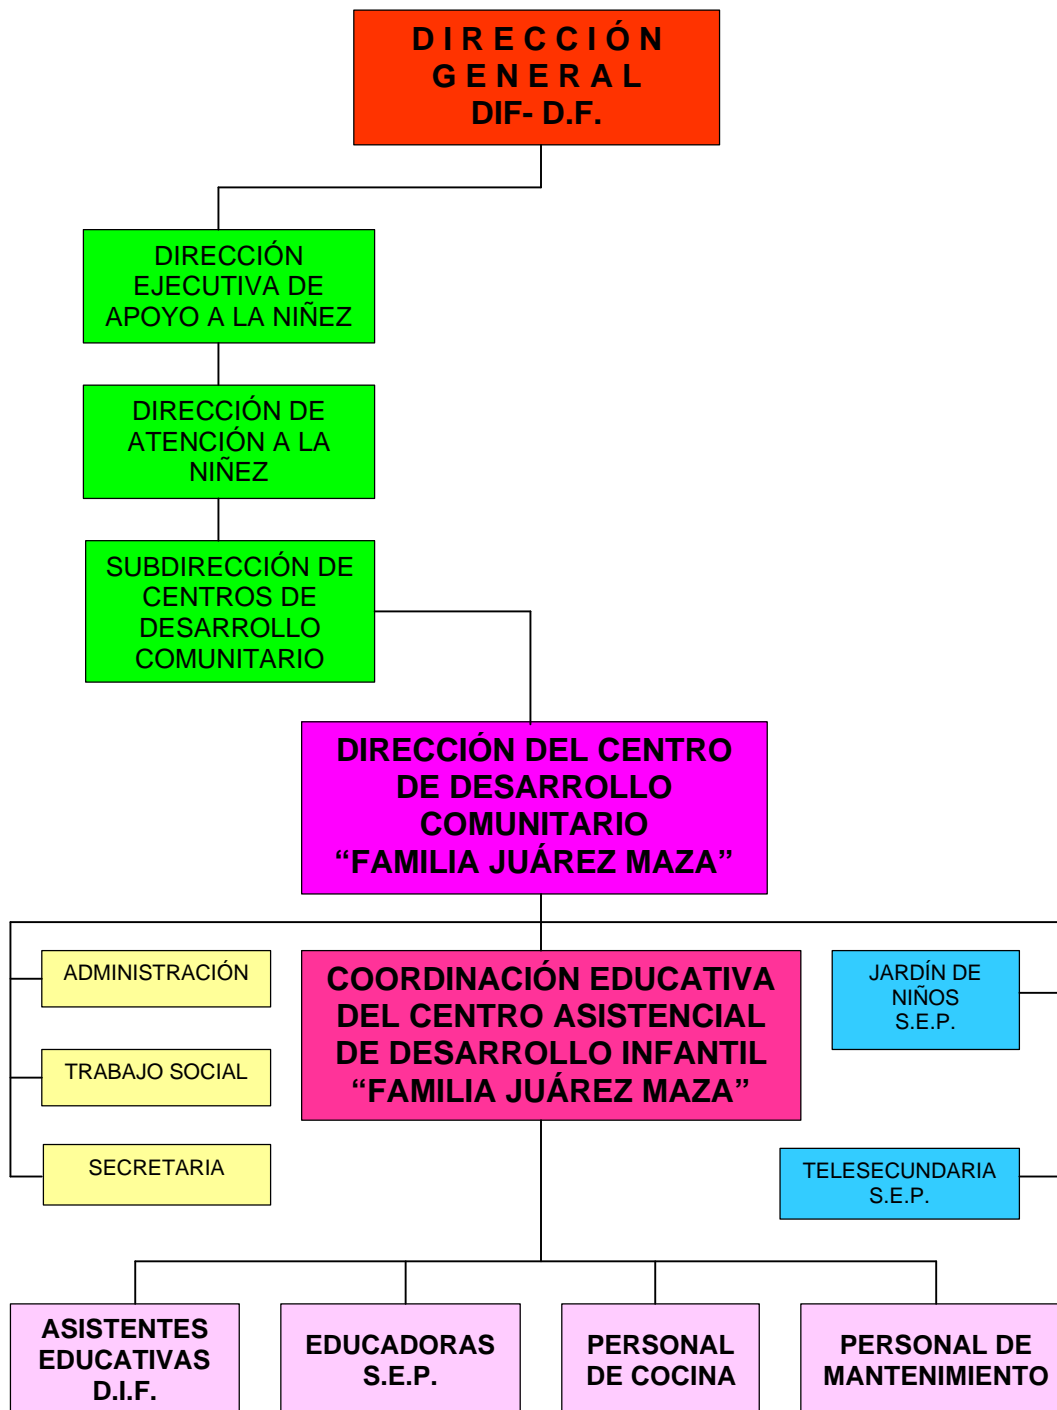 D I R E C C I Ó N
G E N E R A L
DIF- D.F.
DIRECCIÓN
EJECUTIVA DE
APOYO A LA NIÑEZ
DIRECCIÓN DE
ATENCIÓN A LA
NIÑEZ
SUBDIRECCIÓN DE
CENTROS DE
DESARROLLO
COMUNITARIO
DIRECCIÓN DEL CENTRO
DE DESARROLLO
COMUNITARIO
“FAMILIA JUÁREZ MAZA”
ADMINISTRACIÓN
TRABAJO SOCIAL
SECRETARIA
COORDINACIÓN EDUCATIVA
DEL CENTRO ASISTENCIAL
DE DESARROLLO INFANTIL
“FAMILIA JUÁREZ MAZA”
JARDÍN DE
NIÑOS
S.E.P.
TELESECUNDARIA
S.E.P.
ASISTENTES
EDUCATIVAS
D.I.F.
EDUCADORAS
S.E.P.
PERSONAL
DE COCINA
PERSONAL DE
MANTENIMIENTO